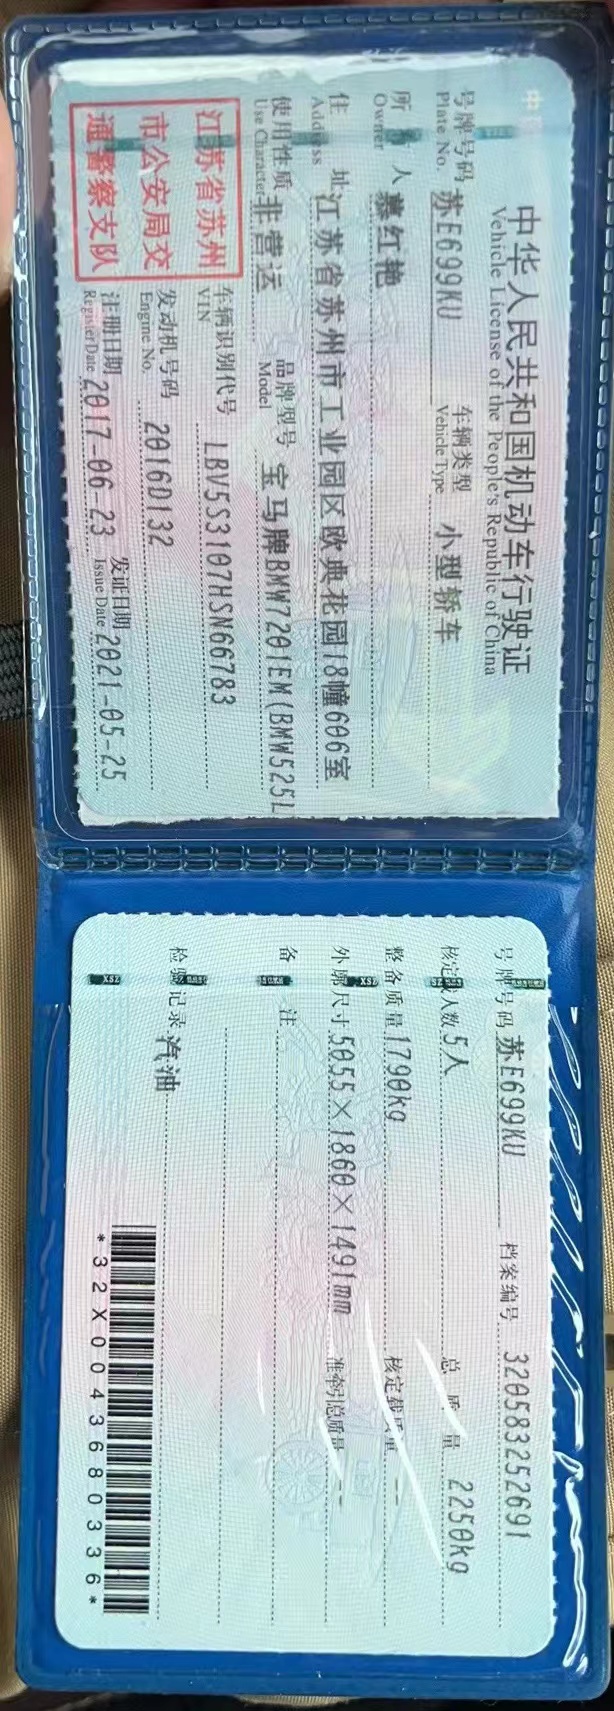 中华人民共和国机动车行驶证
Vehicle License of the People's Republic of China
号牌号码 苏E699KU 车辆类型 小型轿车
Plate No. Vehicle Type
所 人 慕红艳
Owner
住 址 江苏省苏州市工业园区欧典花园18幢606室
Address
使用性质 非营运 品牌型号 宝马牌BMW7201EM(BMW525L
Use Character Model
江苏省苏州
市公安局交
通警察支队
车辆识别代号 LBV5S3107HSN66783
VIN
发动机号码 2016D132
Engine No.
注册日期 2017-06-23 发证日期 2021-05-25
Register Date Issue Date
号牌号码 苏E699KU 档案编号 320583252691
核定 人数 5人 总质量 2250kg
整备质量 1790kg 核定载质量 --
外廓尺寸 5055×1860×1491mm 准牵引总质量 --
备 注
检验记录 汽油
*32X0043680336*